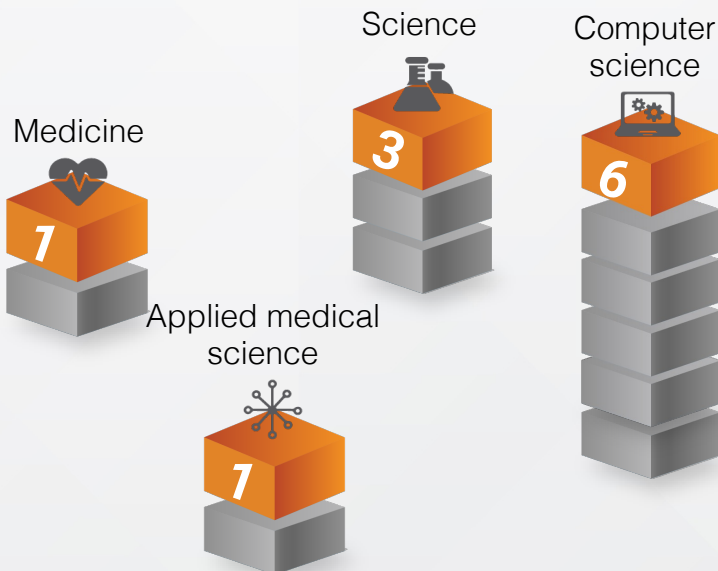 Science
Computer
science
3
6
Medicine
1
Applied medical
science
1